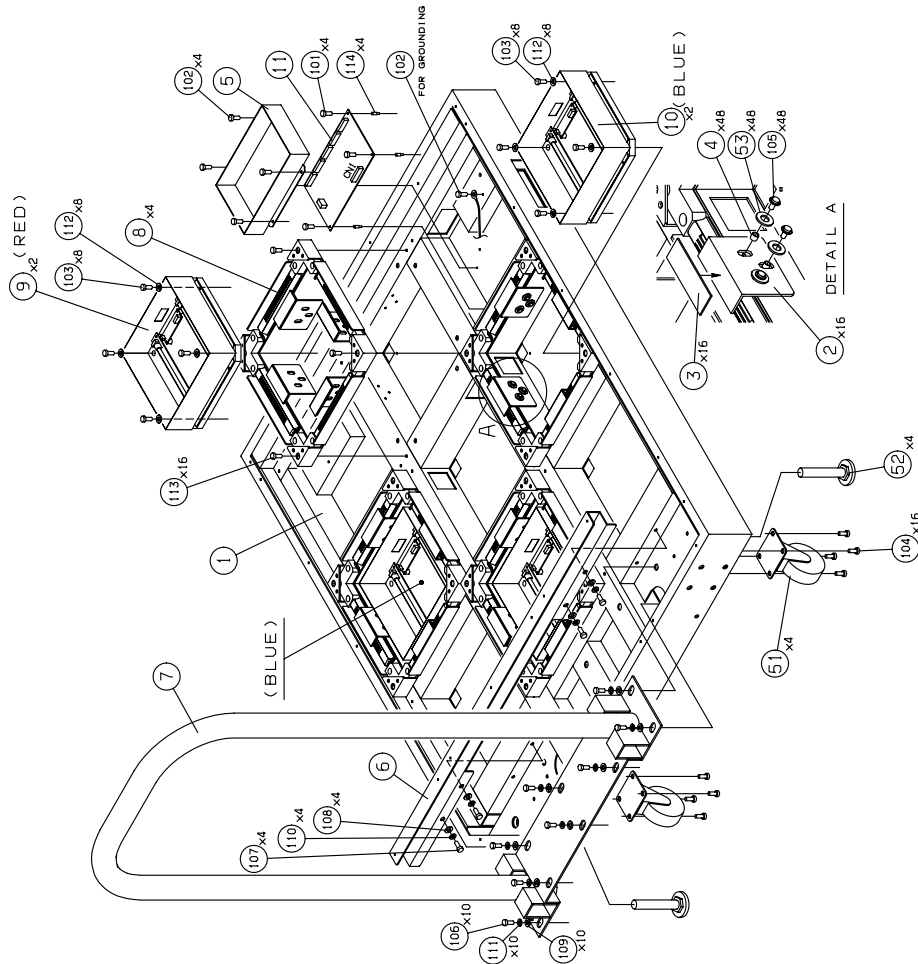 102 x4
5
11
101 x4
114 x4
102
FOR GROUNDING
103 x8
112 x8
10 x2 (BLUE)
9 x2 (RED)
103 x8
112 x8
8 x4
4 x48
53 x48
105 x48
DETAIL A
3 x16
2 x16
A
113 x16
1
(BLUE)
52 x4
104 x16
51 x4
7
6
108 x4
110 x4
107 x4
106 x10
111 x10
109 x10